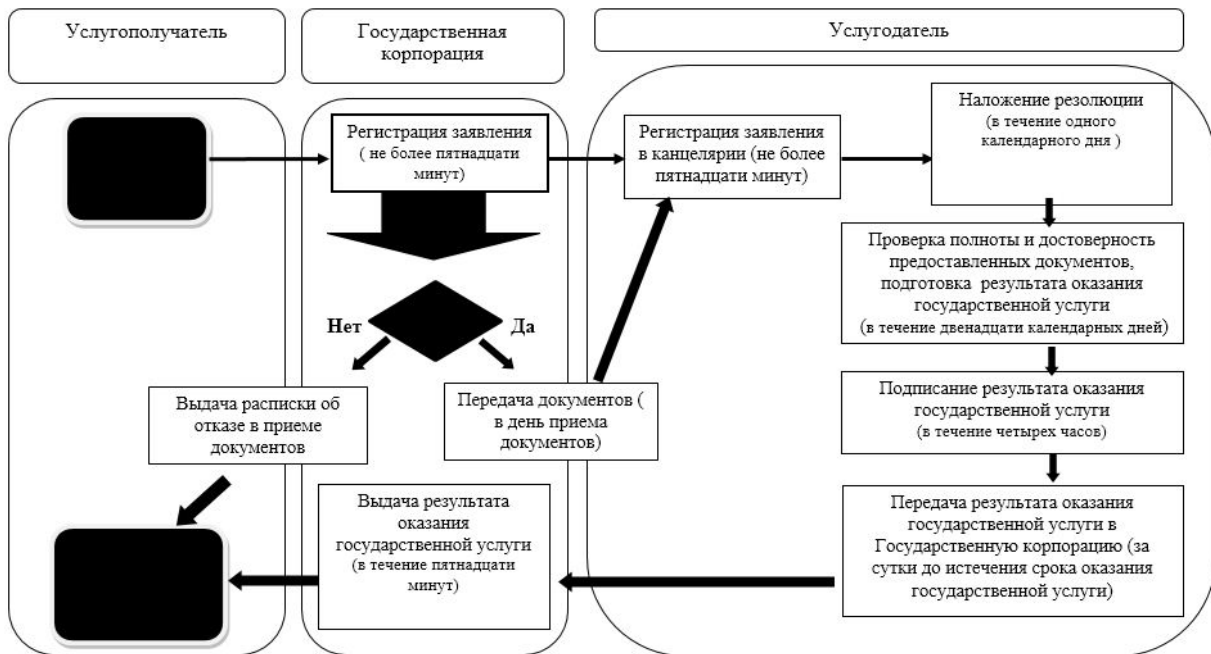 Услугополучатель
Государственная
корпорация
Услугодатель
Регистрация заявления
( не более пятнадцати
минут)
Регистрация заявления
в канцелярии (не более
пятнадцати минут)
Наложение резолюции
(в течение одного
календарного дня )
Проверка полноты и достоверность
предоставленных документов,
подготовка результата оказания
государственной услуги
(в течение двенадцати календарных дней)
Нет
Да
Выдача расписки об
отказе в приеме
документов
Передача документов (
в день приема
документов)
Подписание результата оказания
государственной услуги
(в течение четырех часов)
Выдача результата
оказания
государственной услуги
(в течение пятнадцати
минут)
Передача результата оказания
государственной услуги в
Государственную корпорацию (за
сутки до истечения срока оказания
государственной услуги)